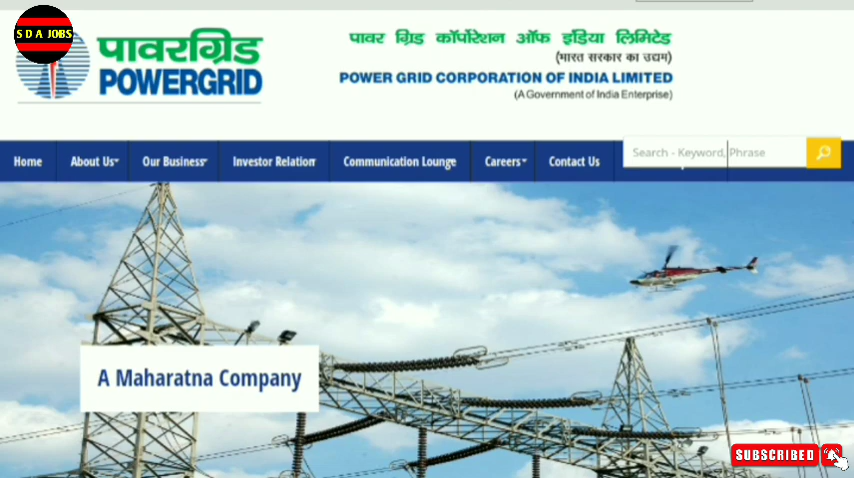 S D A JOBS
पावरग्रिड
POWERGRID
पावर ग्रिड कॉर्पोरेशन ऑफ इंडिया लिमिटेड
(भारत सरकार का उद्यम)
POWER GRID CORPORATION OF INDIA LIMITED
(A Government of India Enterprise)
Home About Us Our Business Investor Relation Communication Lounge Careers Contact Us
Search - Keyword, Phrase
A Maharatna Company
SUBSCRIBED